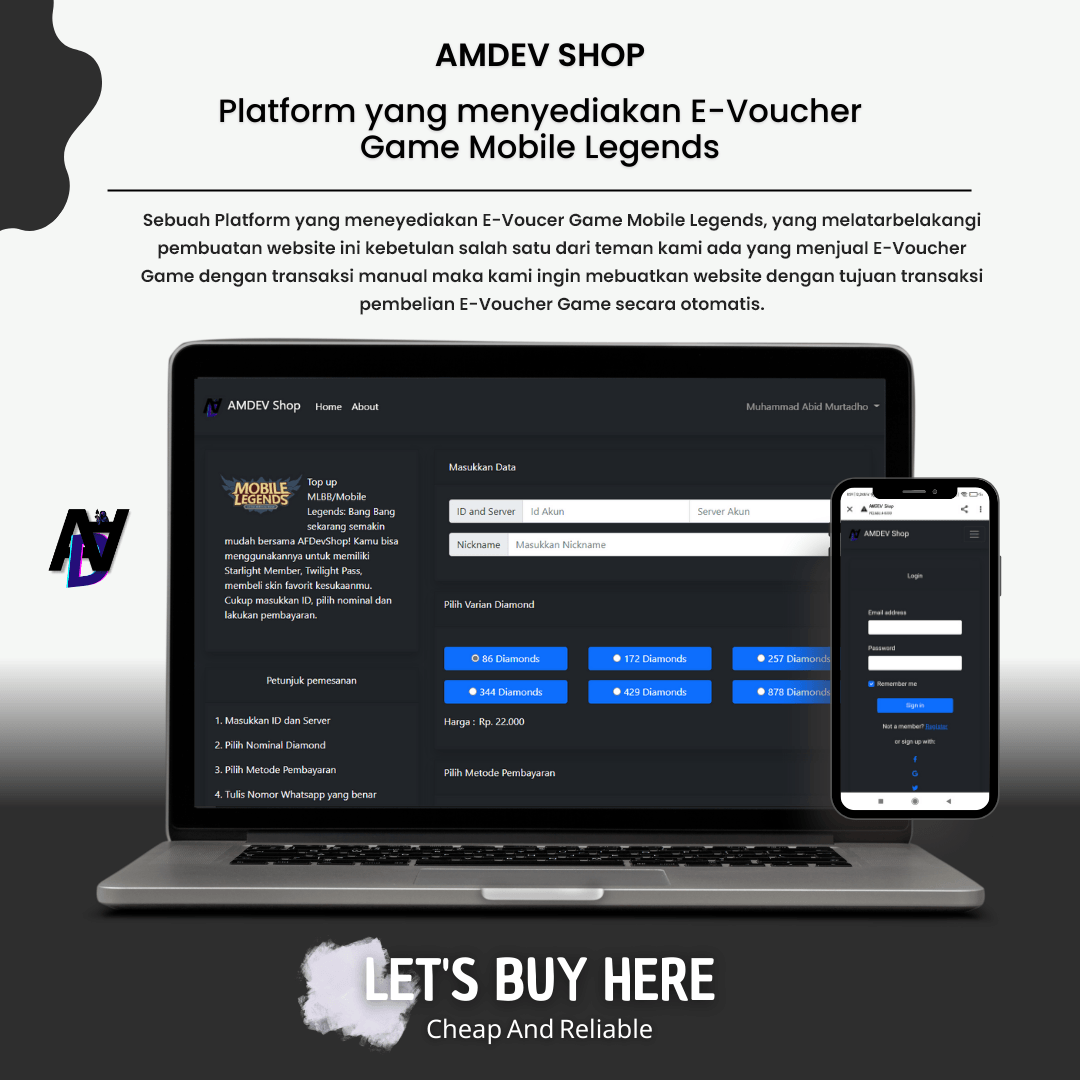 AMDEV SHOP
Platform yang menyediakan E-Voucher
Game Mobile Legends
Sebuah Platform yang meneyediakan E-Voucer Game Mobile Legends, yang melatarbelakangi
pembuatan website ini kebetulan salah satu dari teman kami ada yang menjual E-Voucher
Game dengan transaksi manual maka kami ingin mebuatkan website dengan tujuan transaksi
pembelian E-Voucher Game secara otomatis.
AMDEV Shop Home About Muhammad Abid Murtadho
MOBILE
LEGENDS
Top up
MLBB/Mobile
Legends: Bang Bang
sekarang semakin
mudah bersama AFDevShop! Kamu bisa
menggunakannya untuk memiliki
Starlight Member, Twilight Pass,
membeli skin favorit kesukaanmu.
Cukup masukkan ID, pilih nominal dan
lakukan pembayaran.
Petunjuk pemesanan
1. Masukkan ID dan Server
2. Pilih Nominal Diamond
3. Pilih Metode Pembayaran
4. Tulis Nomor Whatsapp yang benar
Masukkan Data
ID and Server Id Akun Server Akun
Nickname Masukkan Nickname
Pilih Varian Diamond
86 Diamonds 172 Diamonds 257 Diamonds
344 Diamonds 429 Diamonds 878 Diamonds
Harga : Rp. 22.000
Pilih Metode Pembayaran
AMDEV Shop
AMDEV Shop
Login
Email address
Password
Remember me
Sign in
Not a member? Register
or sign up with:
LET'S BUY HERE
Cheap And Reliable